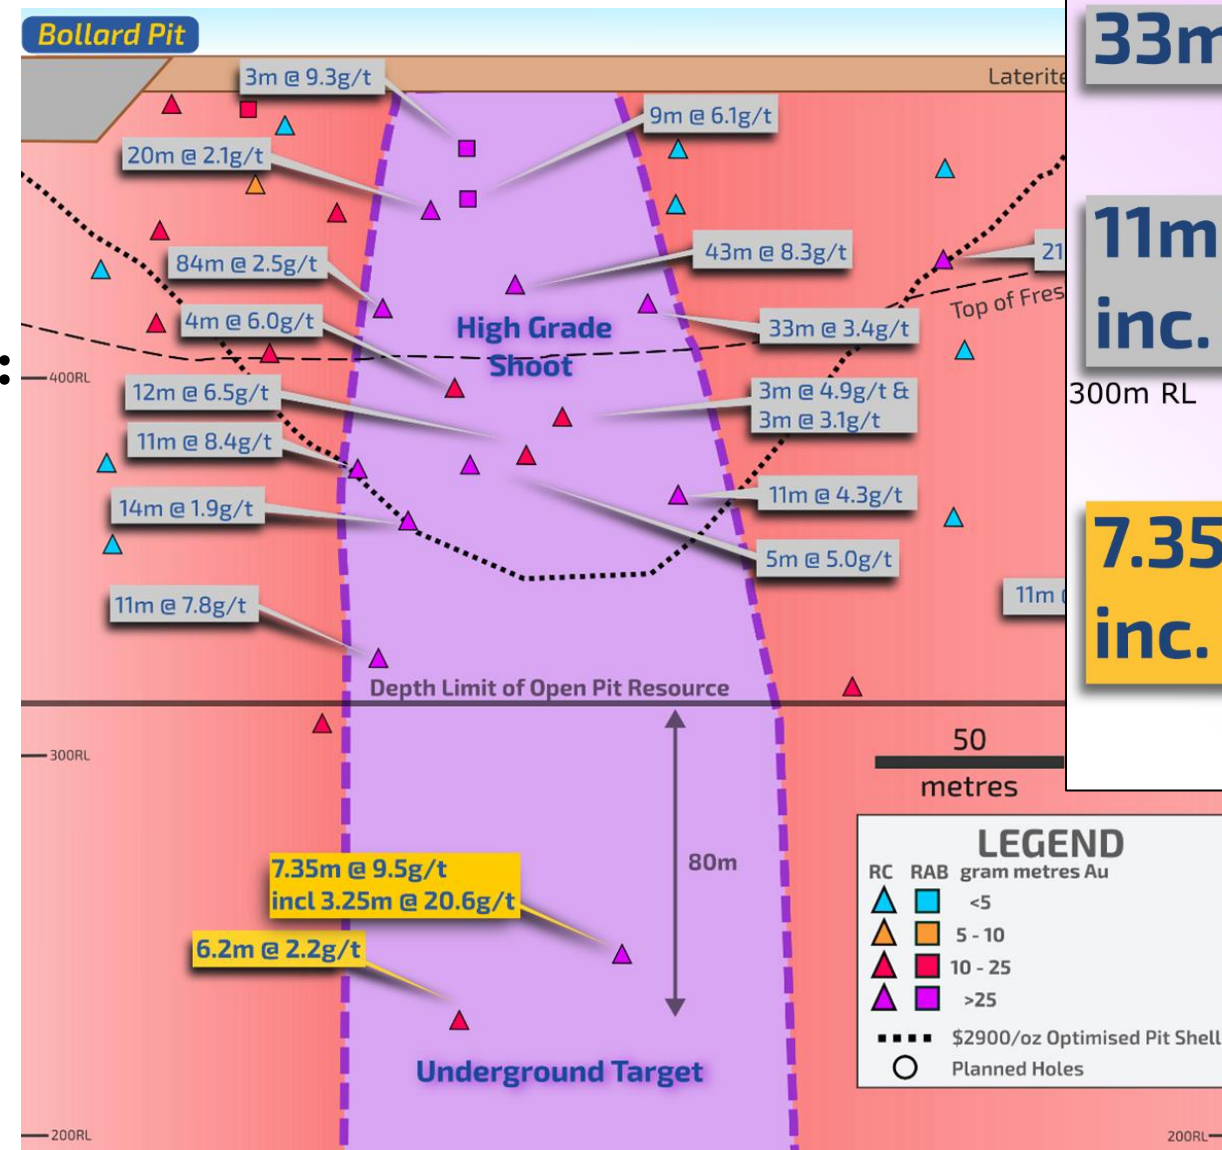 Bollard Pit
3m @ 9.3g/t
Laterite
33m
9m @ 6.1g/t
20m @ 2.1g/t
11m
inc.
300m RL
43m @ 8.3g/t
21
84m @ 2.5g/t
Top of Fres
4m @ 6.0g/t
High Grade
Shoot
33m @ 3.4g/t
:
400RL
12m @ 6.5g/t
3m @ 4.9g/t &
3m @ 3.1g/t
11m @ 8.4g/t
14m @ 1.9g/t
11m @ 4.3g/t
5m @ 5.0g/t
7.35
inc.
11m @ 7.8g/t
11m @
Depth Limit of Open Pit Resource
300RL
50
metres
80m
7.35m @ 9.5g/t
incl 3.25m @ 20.6g/t
6.2m @ 2.2g/t
LEGEND
RC RAB gram metres Au
<5
5 - 10
10 - 25
>25
$2900/oz Optimised Pit Shell
Planned Holes
Underground Target
200RL
200RL